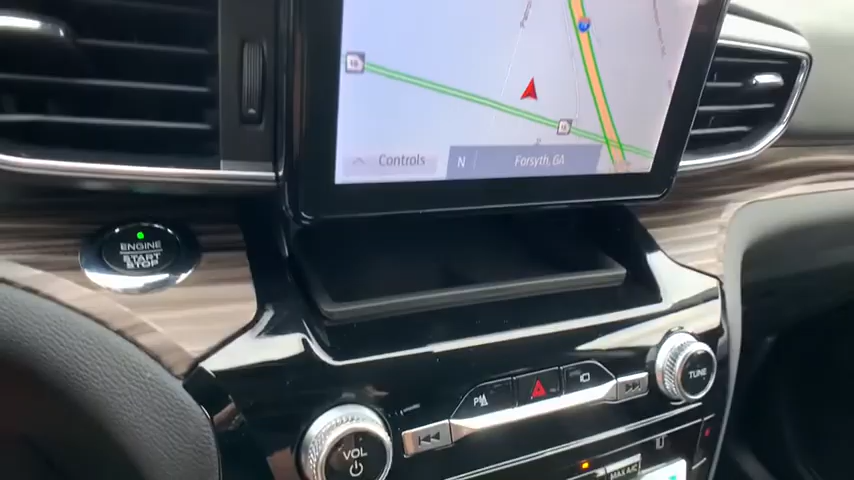 Controls
N
Forsyth, GA
ENGINE
START
STOP
TUNE
VOL
MAX A/C